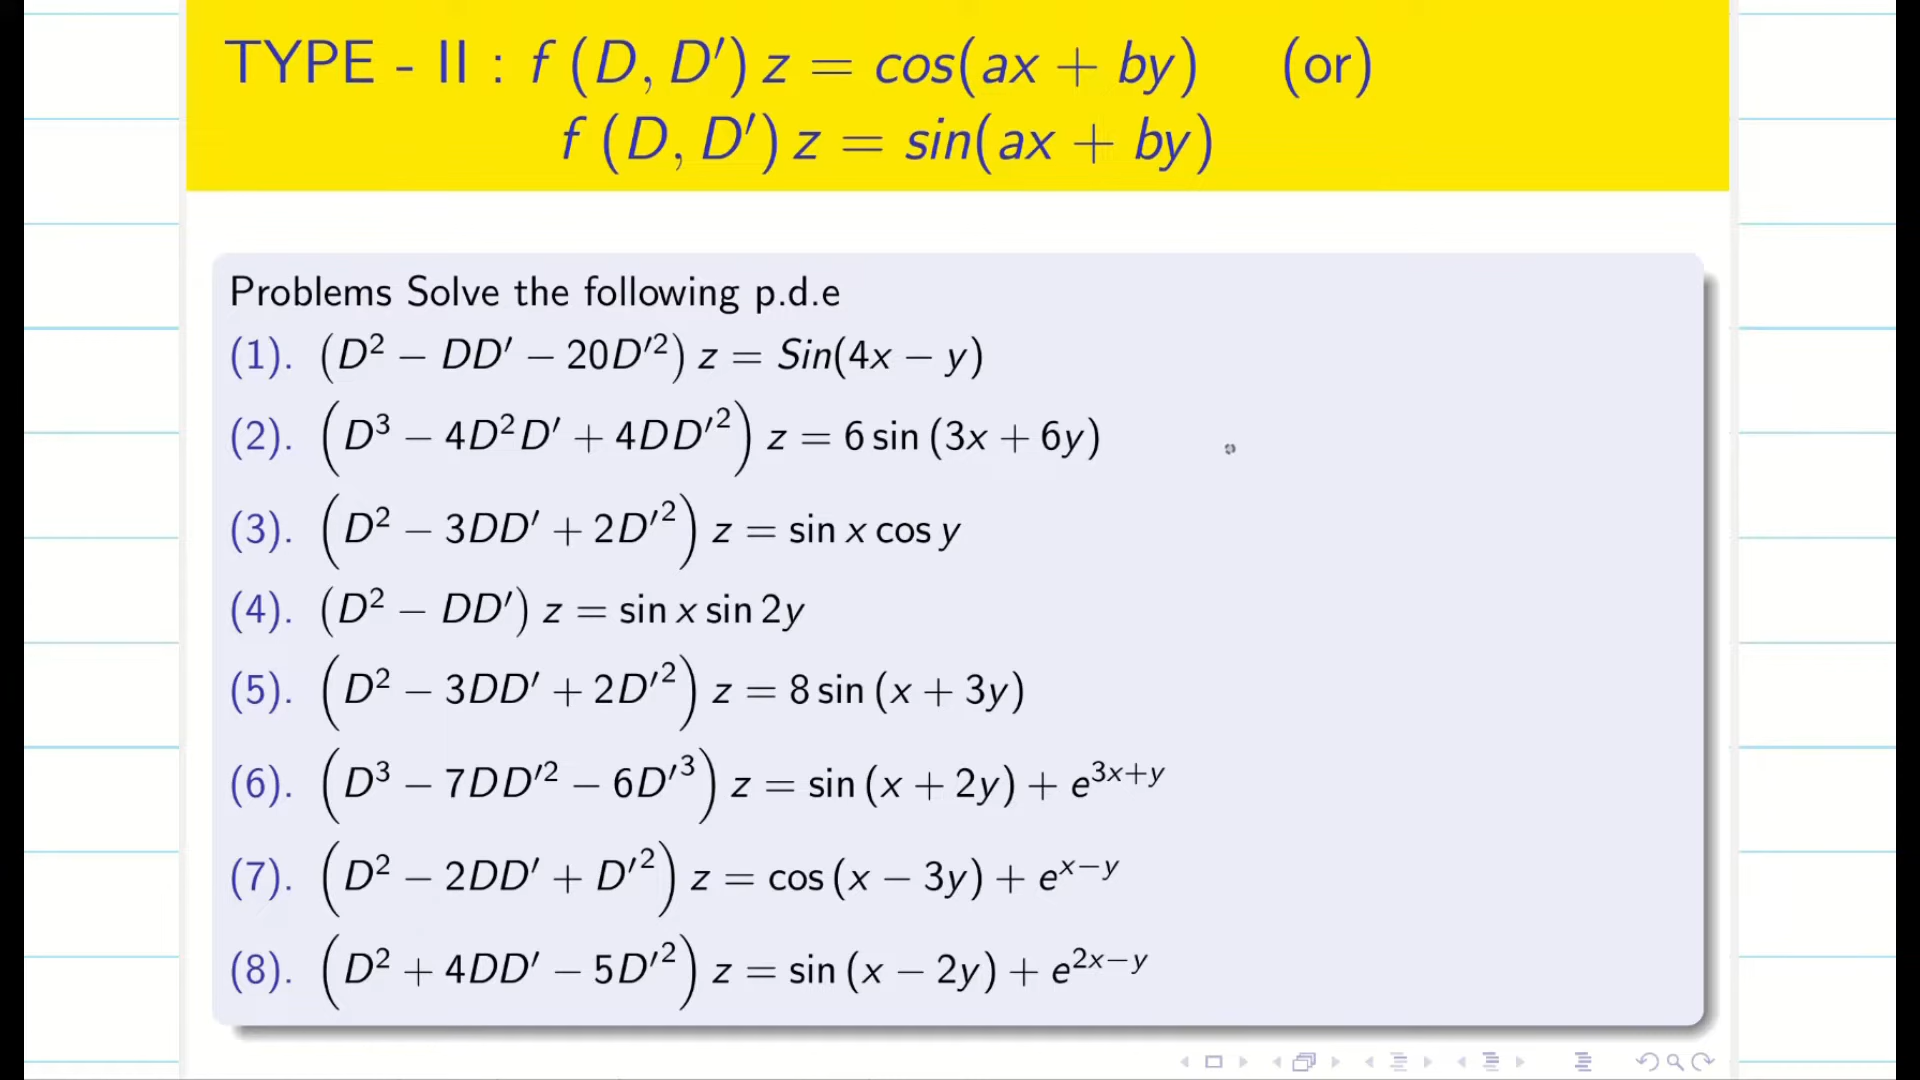 TYPE - II : f (D, D′) z = cos(ax + by) (or)
f (D, D′) z = sin(ax + by)
Problems Solve the following p.d.e
(1). (D² − DD′ − 20D′²) z = Sin(4x − y)
(2). (D³ − 4D²D′ + 4DD′²) z = 6 sin (3x + 6y)
(3). (D² − 3DD′ + 2D′²) z = sin x cos y
(4). (D² − DD′) z = sin x sin 2y
(5). (D² − 3DD′ + 2D′²) z = 8 sin (x + 3y)
(6). (D³ − 7DD′² − 6D′³) z = sin (x + 2y) + e³ˣ⁺ʸ
(7). (D² − 2DD′ + D′²) z = cos (x − 3y) + eˣ⁻ʸ
(8). (D² + 4DD′ − 5D′²) z = sin (x − 2y) + e²ˣ⁻ʸ